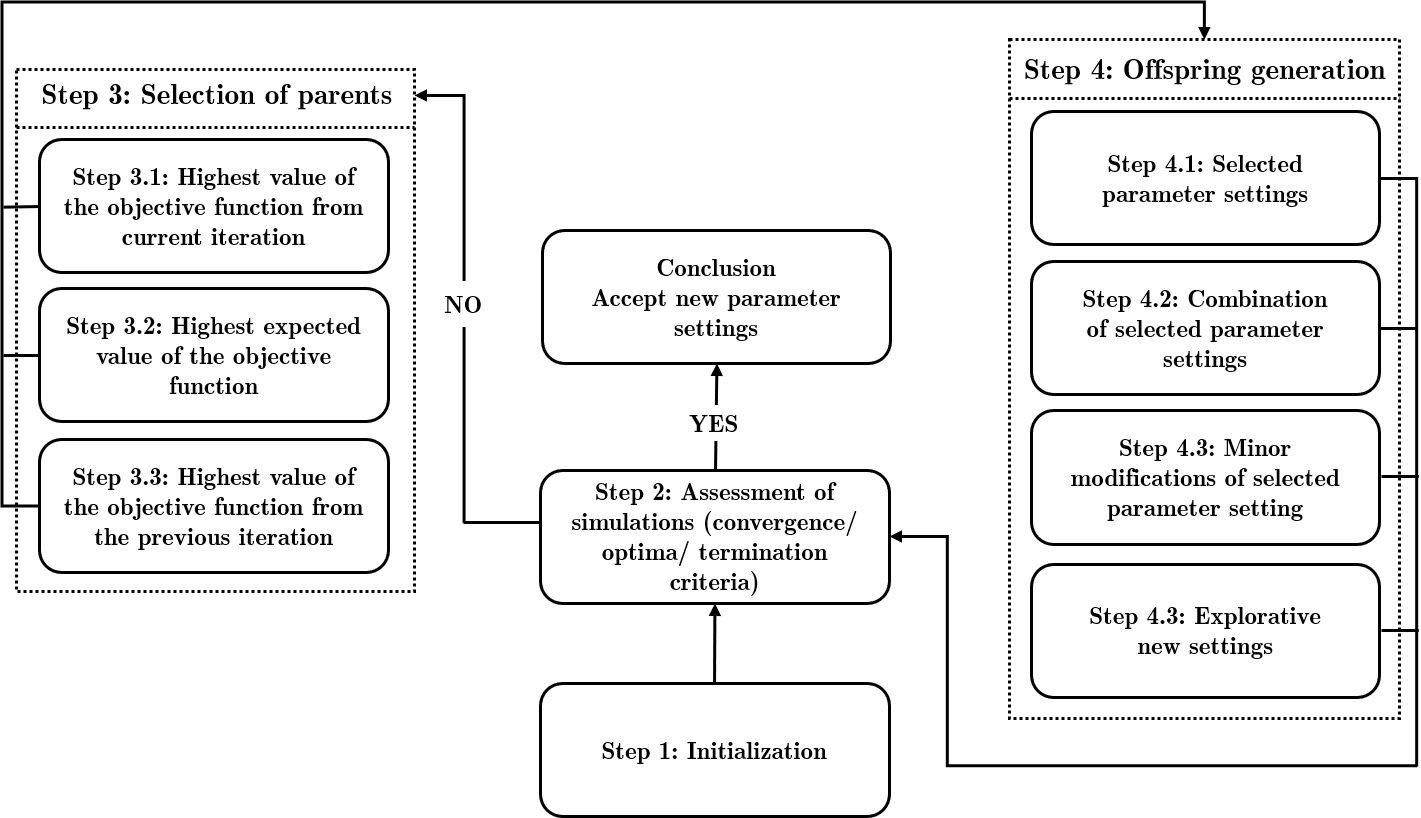 Step 3: Selection of parents
Step 3.1: Highest value of
the objective function from
current iteration
Step 3.2: Highest expected
value of the objective
function
Step 3.3: Highest value of
the objective function from
the previous iteration
NO
Conclusion
Accept new parameter
settings
YES
Step 2: Assessment of
simulations (convergence/
optima/ termination
criteria)
Step 1: Initialization
Step 4: Offspring generation
Step 4.1: Selected
parameter settings
Step 4.2: Combination
of selected parameter
settings
Step 4.3: Minor
modifications of selected
parameter setting
Step 4.3: Explorative
new settings